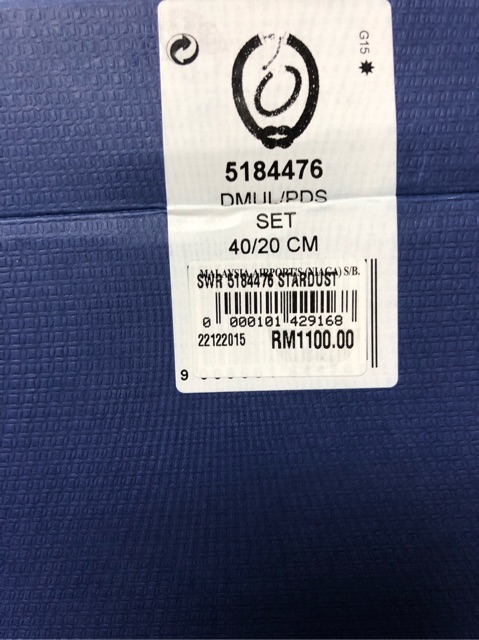 G15
5184476
DMUL/PDS
SET
40/20 CM
MALAYSIA AIRPORTS (NIAGA) S/B.
SWR 5184476 STARDUST
0 000101 429168
22122015 RM1100.00
9